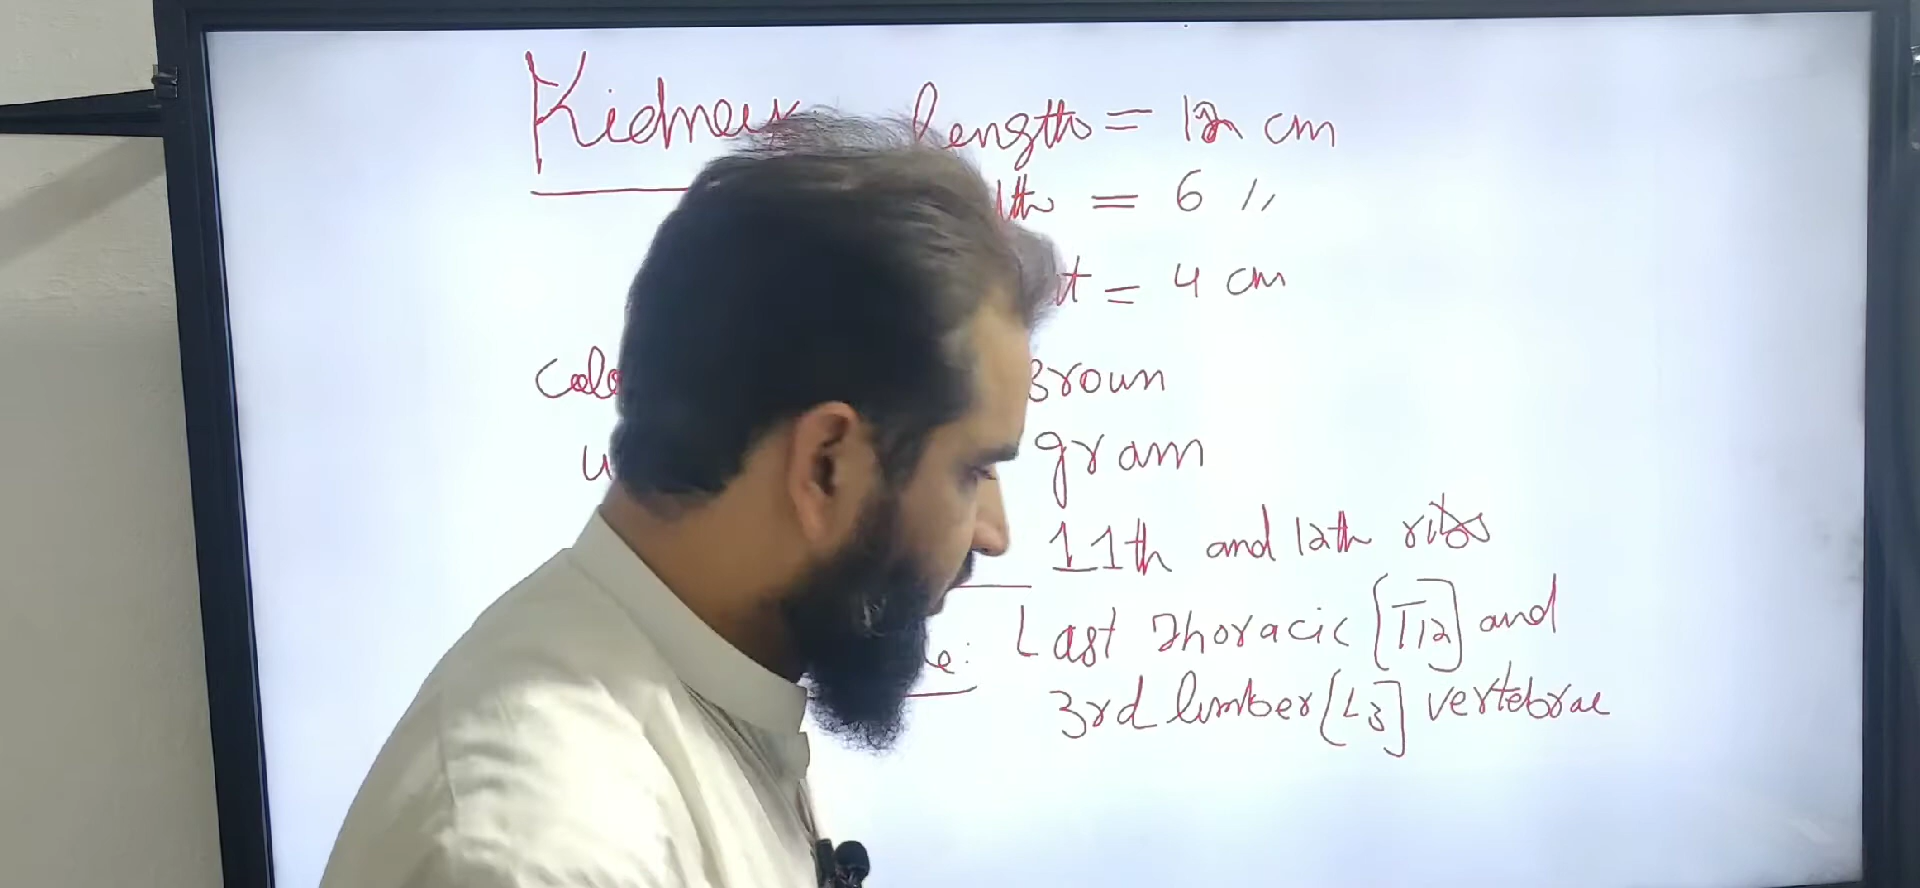 Kidney length = 12 cm
= 6 //
= 4 cm
Brown
gram
11th and 12th ribs
Last Thoracic [T12] and
3rd lumber [L3] vertebrae